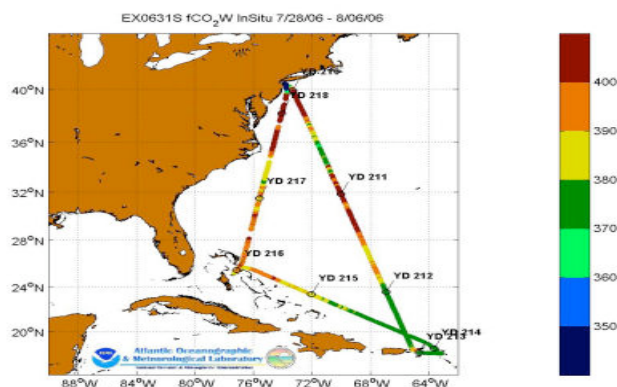 EX0631S fCO2W InSitu 7/28/06 - 8/06/06
40°N
36°N
32°N
28°N
24°N
20°N
88°W
84°W
80°W
76°W
72°W
68°W
64°W
YD 218
YD 211
YD 217
YD 216
YD 215
YD 212
YD 214
YD 213
Atlantic Oceanographic
& Meteorological Laboratory
400
390
380
370
360
350